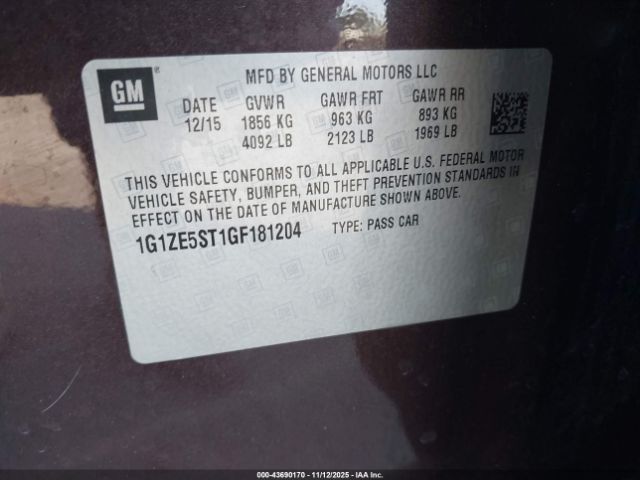 GM ®
MFD BY GENERAL MOTORS LLC
DATE GVWR GAWR FRT GAWR RR
12/15 1856 KG 963 KG 893 KG
4092 LB 2123 LB 1969 LB
THIS VEHICLE CONFORMS TO ALL APPLICABLE U.S. FEDERAL MOTOR
VEHICLE SAFETY, BUMPER, AND THEFT PREVENTION STANDARDS IN
EFFECT ON THE DATE OF MANUFACTURE SHOWN ABOVE.
1G1ZE5ST1GF181204 TYPE: PASS CAR
000-43690170 - 11/12/2025 - IAA Inc.